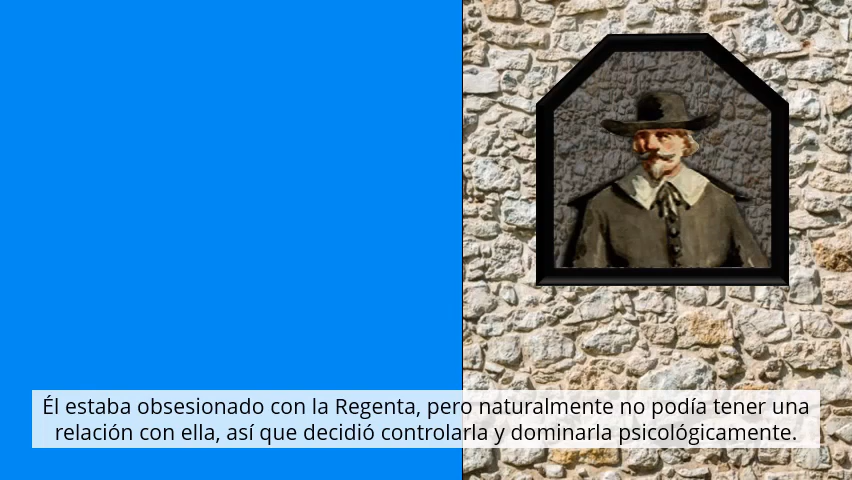 Él estaba obsesionado con la Regenta, pero naturalmente no podía tener una
relación con ella, así que decidió controlarla y dominarla psicológicamente.